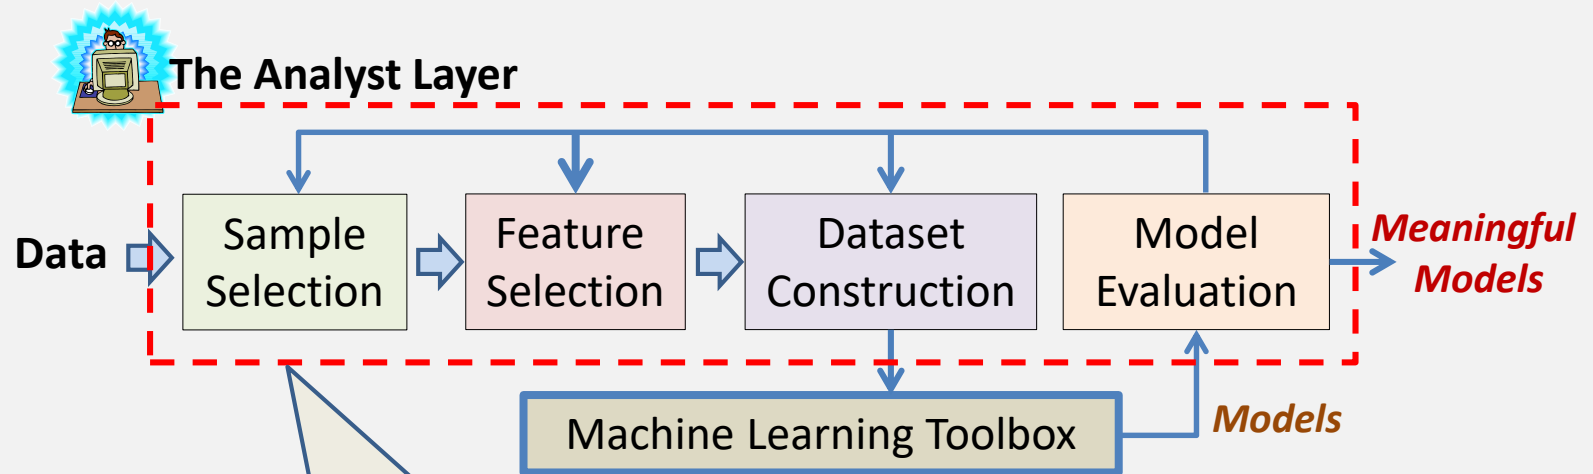 The Analyst Layer
Data
Sample
Selection
Feature
Selection
Dataset
Construction
Model
Evaluation
Meaningful
Models
Machine Learning Toolbox
Models